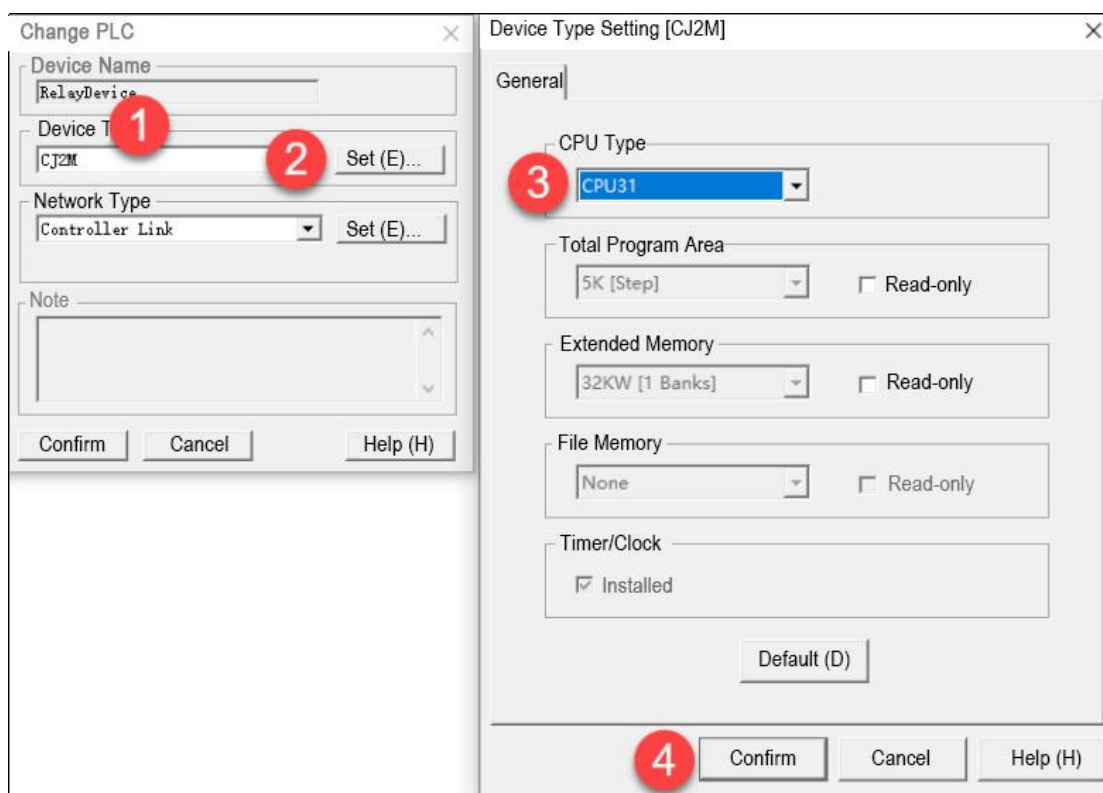 Change PLC
Device Name
RelayDevice
1
Device T
CJ2M
2
Set (E)...
Network Type
Controller Link
Set (E)...
Note
Confirm
Cancel
Help (H)
Device Type Setting [CJ2M]
General
CPU Type
3
CPU31
Total Program Area
5K [Step]
Read-only
Extended Memory
32KW [1 Banks]
Read-only
File Memory
None
Read-only
Timer/Clock
Installed
Default (D)
4
Confirm
Cancel
Help (H)